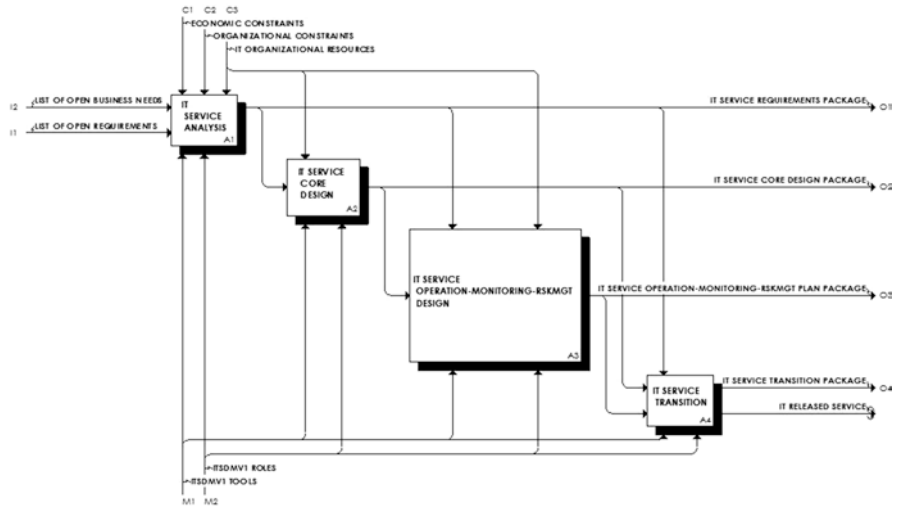 C1 C2 C3
ECONOMIC CONSTRAINTS
ORGANIZATIONAL CONSTRAINTS
IT ORGANIZATIONAL RESOURCES
I2 LIST OF OPEN BUSINESS NEEDS
IT SERVICE REQUIREMENTS PACKAGE O1
IT
SERVICE
ANALYSIS
A1
I1 LIST OF OPEN REQUIREMENTS
IT SERVICE CORE DESIGN PACKAGE O2
IT SERVICE
CORE
DESIGN
A2
IT SERVICE
OPERATION-MONITORING-RSKMGT
DESIGN
A3
IT SERVICE OPERATION-MONITORING-RSKMGT PLAN PACKAGE O3
IT SERVICE
TRANSITION
A4
IT SERVICE TRANSITION PACKAGE O4
IT RELEASED SERVICE
ITSDMV1 ROLES
ITSDMV1 TOOLS
M1 M2